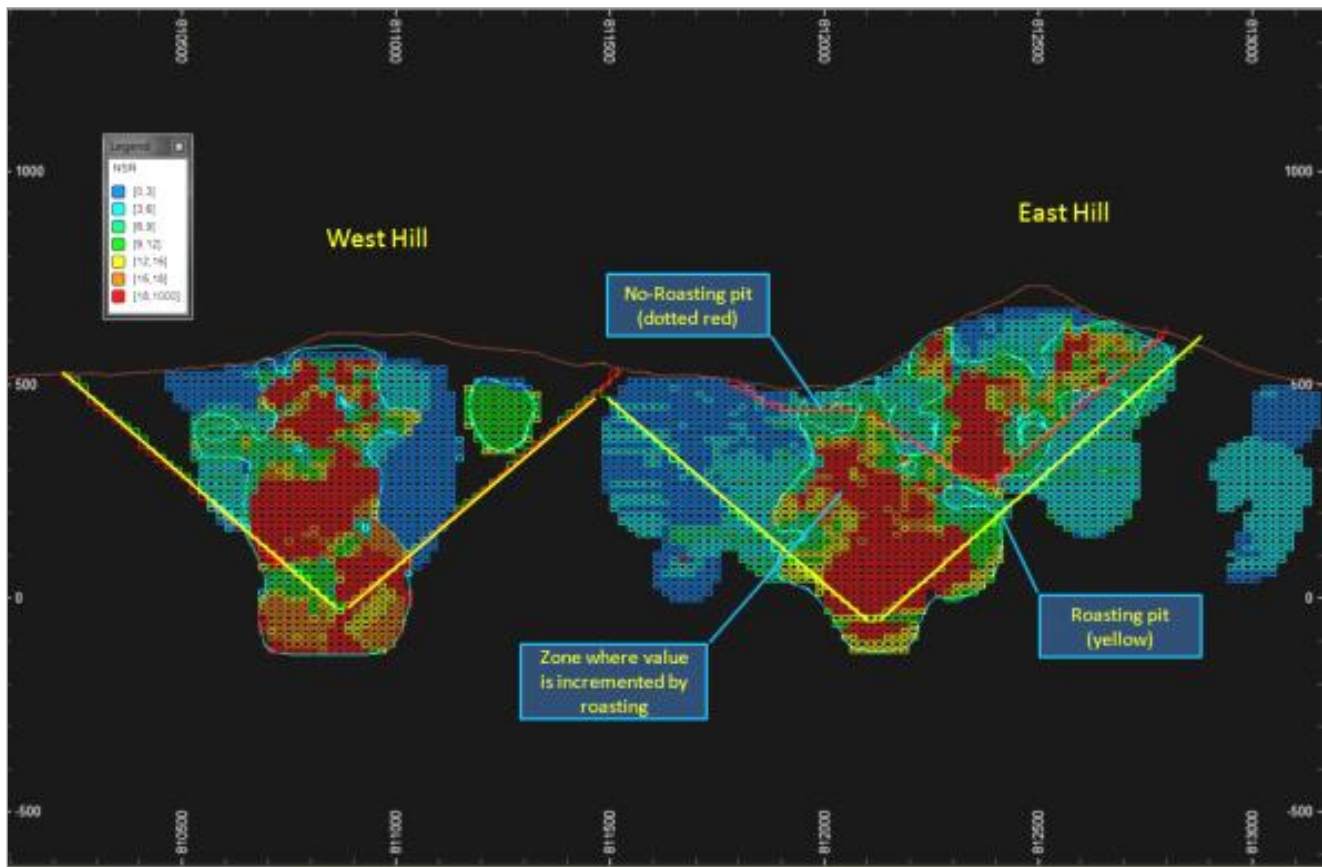 810500
811000
811500
812000
812500
813000
Legend
NSR
[0,3]
[3,6]
[6,9]
[9,12]
[12,15]
[15,18]
[18,1000]
1000
1000
East Hill
West Hill
No-Roasting pit
(dotted red)
500
500
0
0
Roasting pit
(yellow)
Zone where value
is incremented by
roasting
-500
-500
810500
811000
811500
812000
812500
813000